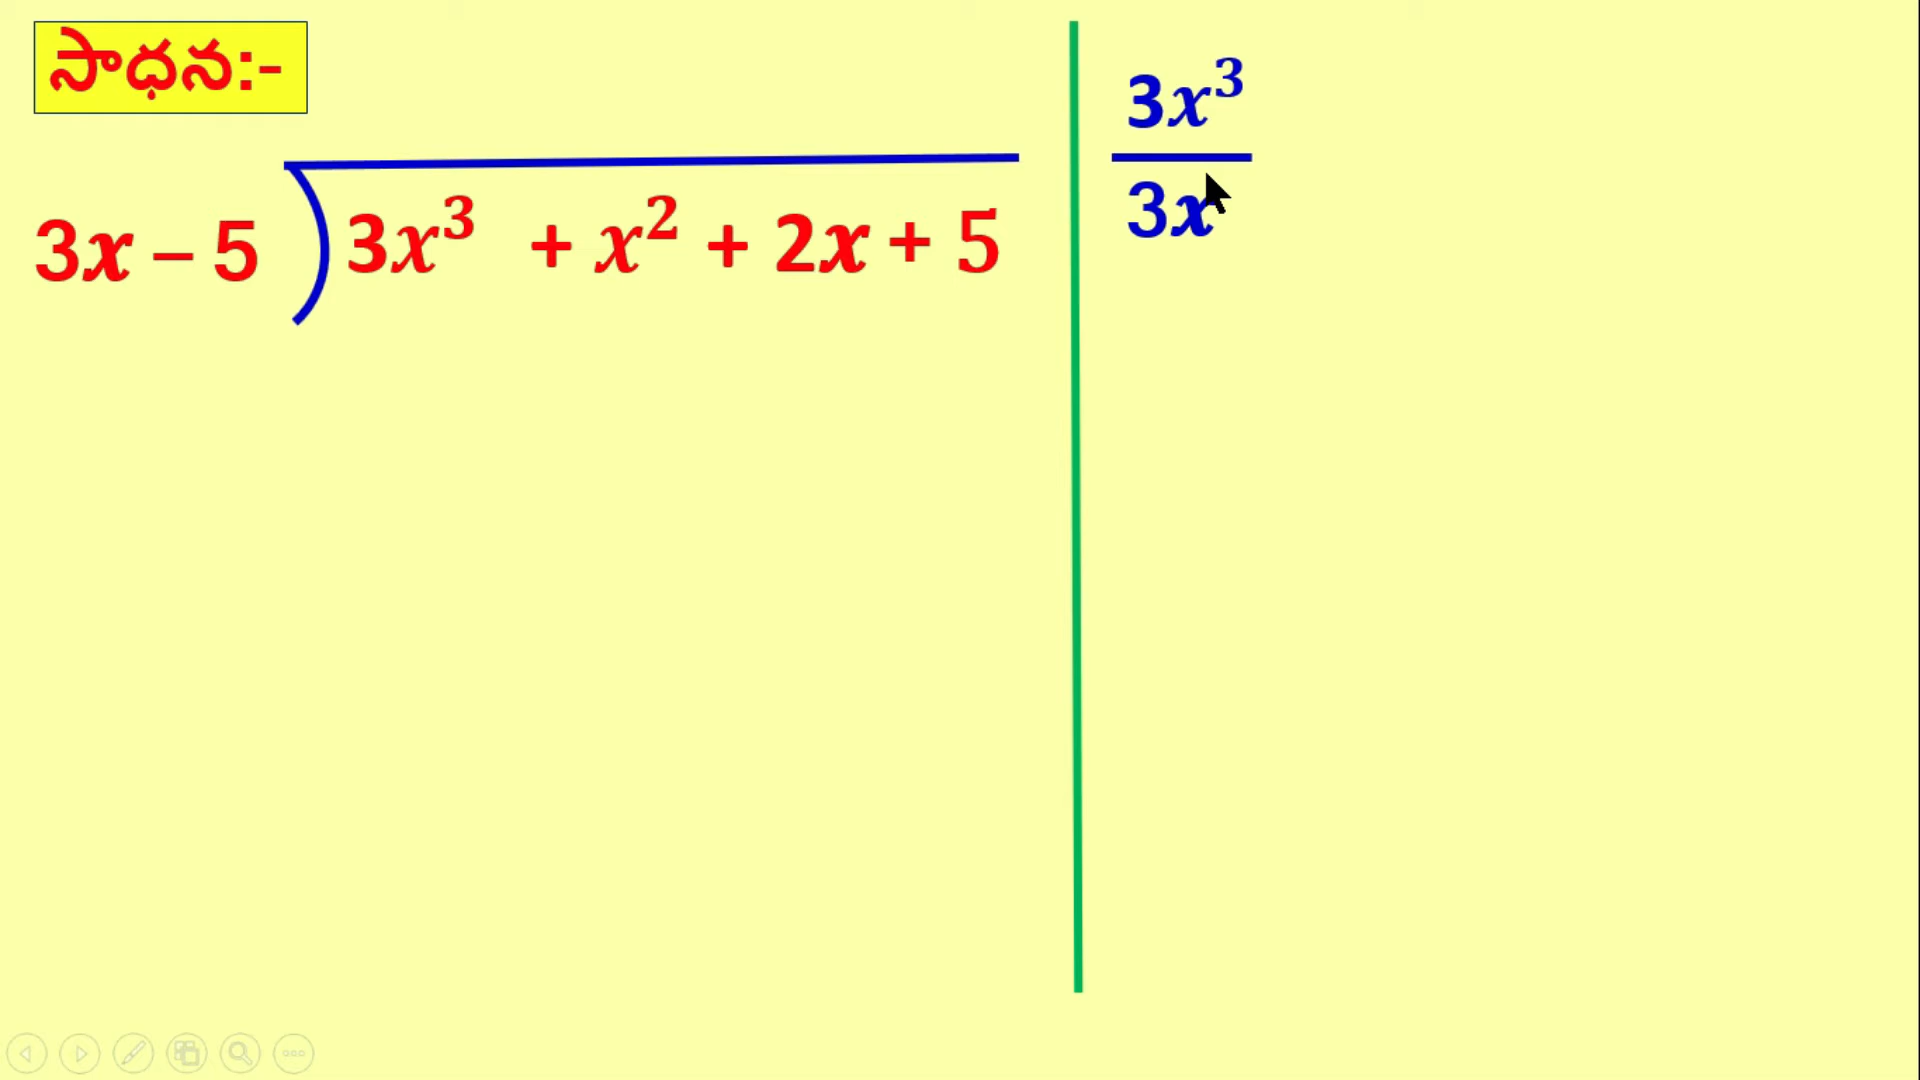 సాధన:-
3x – 5 ) 3x³ + x² + 2x + 5
3x³
3x